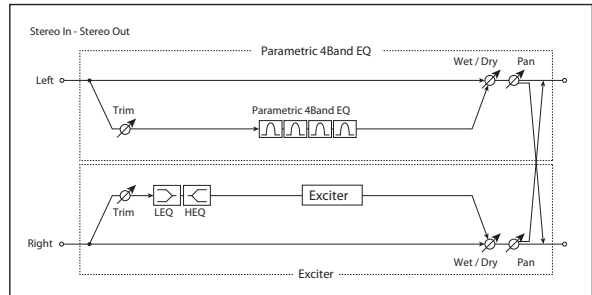 Stereo In - Stereo Out
Parametric 4Band EQ
Wet / Dry
Pan
Left
Trim
Parametric 4Band EQ
Trim
LEQ
HEQ
Exciter
Right
Wet / Dry
Pan
Exciter